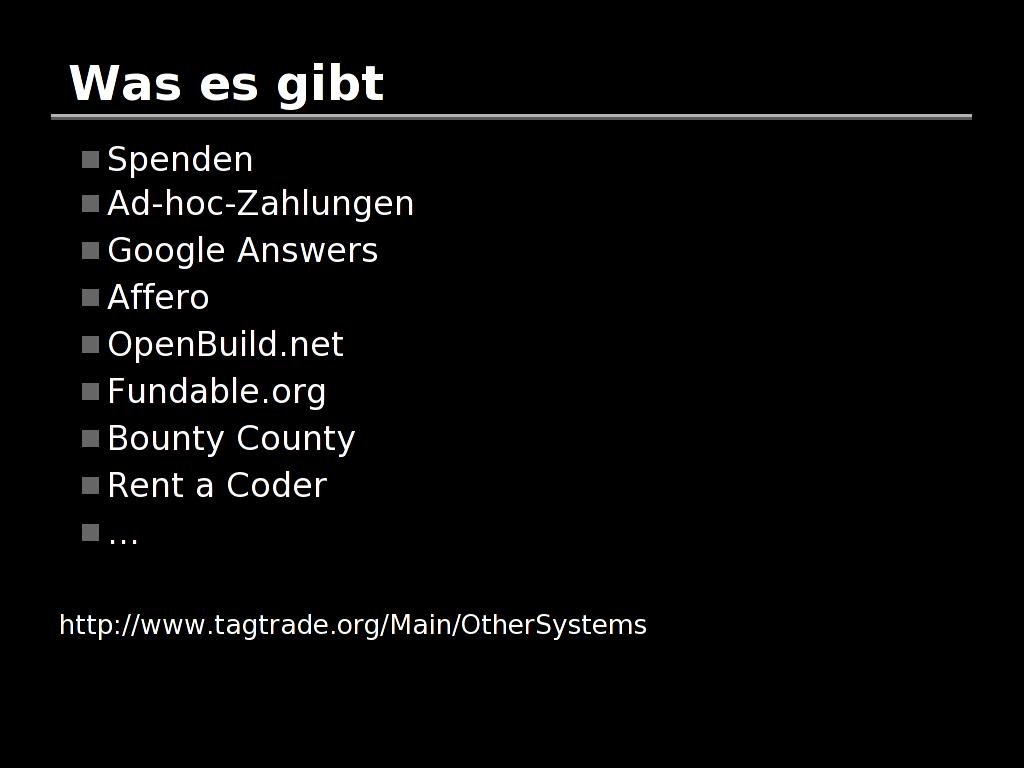 Was es gibt
Spenden
Ad-hoc-Zahlungen
Google Answers
Affero
OpenBuild.net
Fundable.org
Bounty County
Rent a Coder
...
http://www.tagtrade.org/Main/OtherSystems